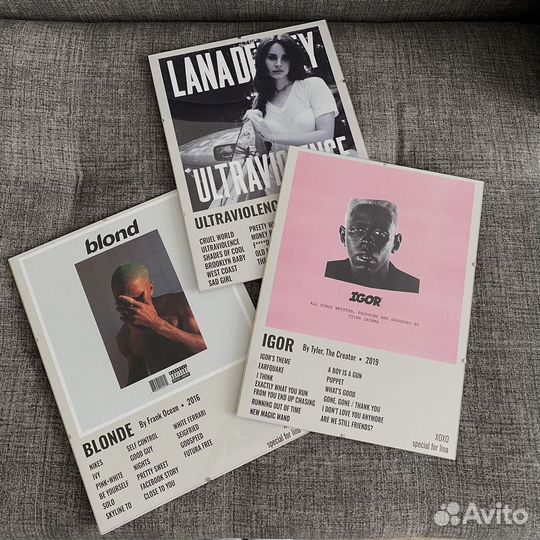 LANA DEL REY
ULTRAVIOLENCE
ULTRAVIOLENCE
CRUEL WORLD
ULTRAVIOLENCE
SHADES OF COOL
BROOKLYN BABY
WEST COAST
SAD GIRL
PREETY
MONEY
OLD
blond
PARENTAL
ADVISORY
BLONDE By Frank Ocean • 2016
NIKES
IVY
PINK+WHITE
BE YOURSELF
SOLO
SKYLINE TO
SELF CONTROL
GOOD GUY
NIGHTS
PRETTY SWEET
FACEBOOK STORY
CLOSE TO YOU
WHITE FERRARI
SEIGFRIED
GODSPEED
FUTURA FREE
special for lina
IGOR
ALL SONGS WRITTEN, PRODUCED AND ARRANGED BY
TYLER OKONMA
IGOR By Tyler, The Creator • 2019
IGOR'S THEME
EARFQUAKE
I THINK
EXACTLY WHAT YOU RUN
FROM YOU END UP CHASING
RUNNING OUT OF TIME
NEW MAGIC WAND
A BOY IS A GUN
PUPPET
WHAT'S GOOD
GONE, GONE / THANK YOU
I DON'T LOVE YOU ANYMORE
ARE WE STILL FRIENDS?
XOXO
special for lina
Avito